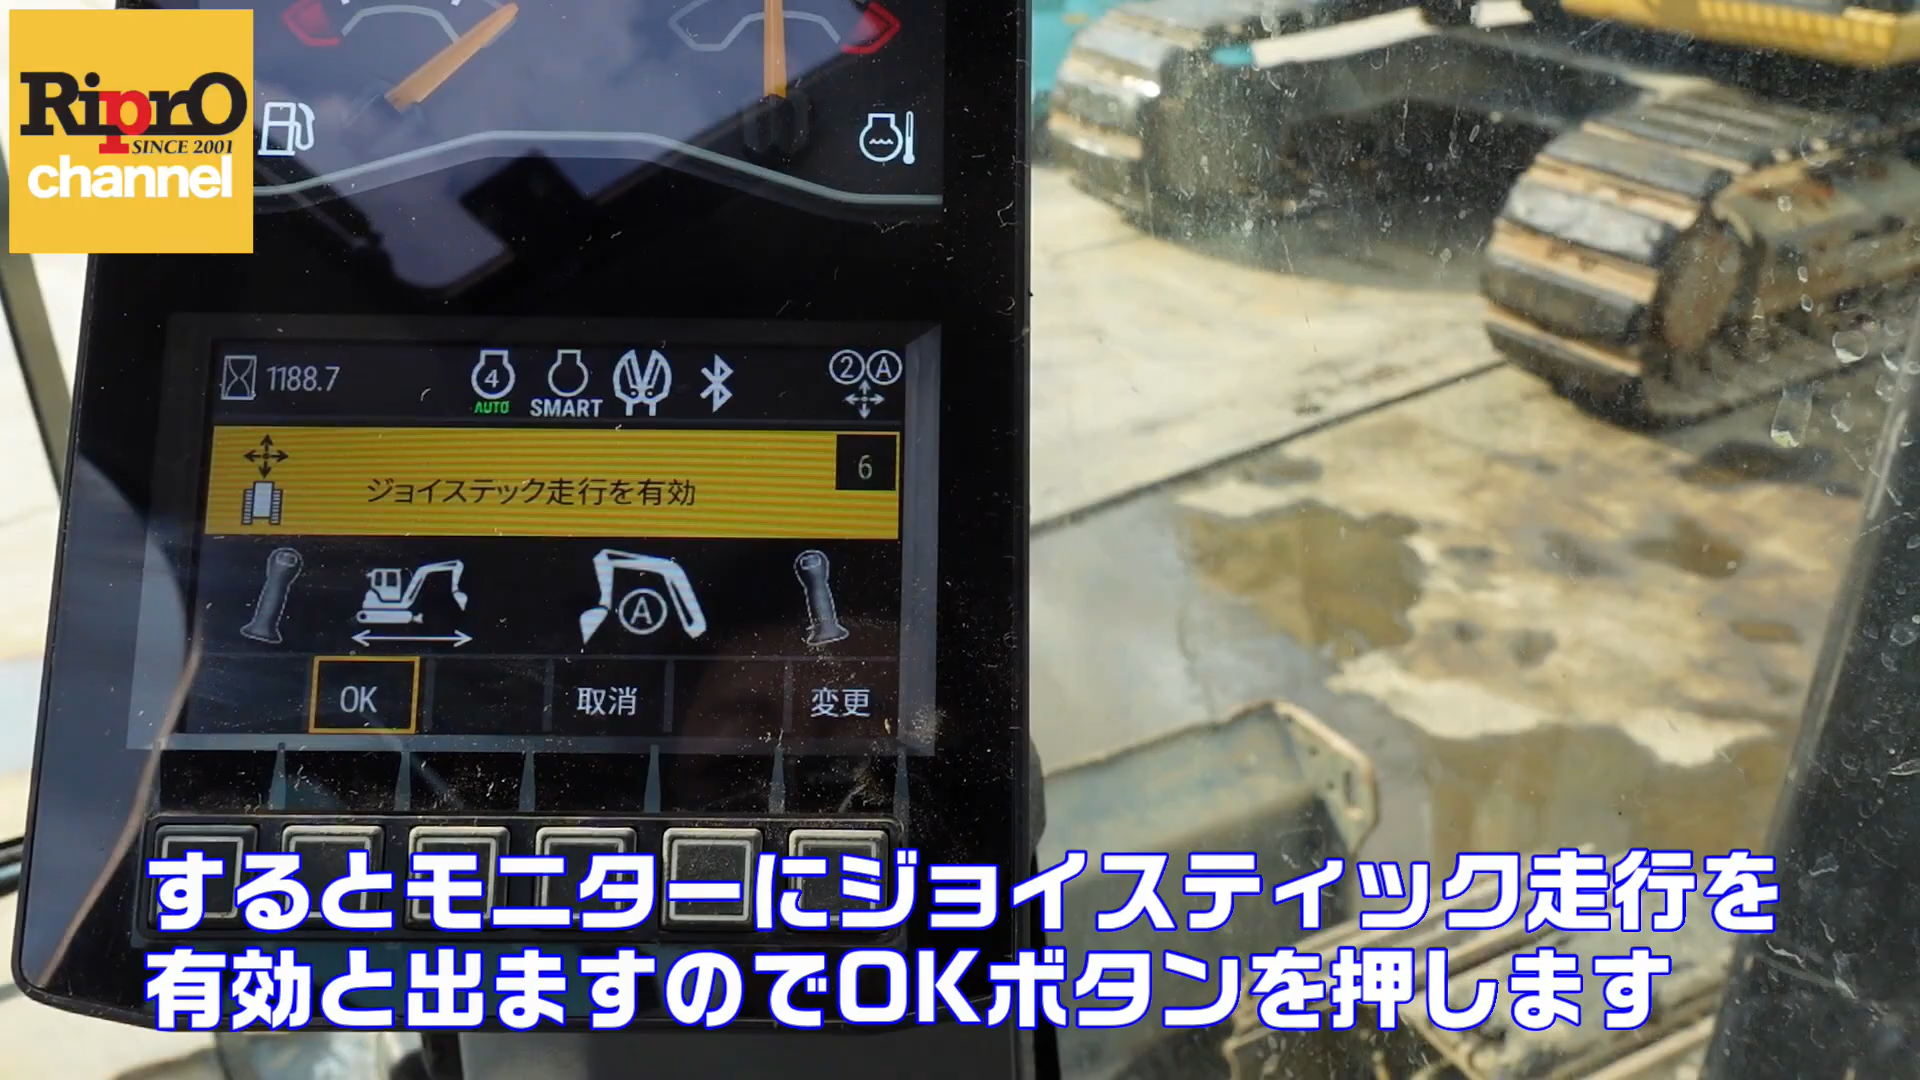 RiprO
SINCE 2001
channel
1188.7
4
AUTO
SMART
2 A
6
ジョイステック走行を有効
A
OK
取消
変更
するとモニターにジョイスティック走行を
有効と出ますのでOKボタンを押します